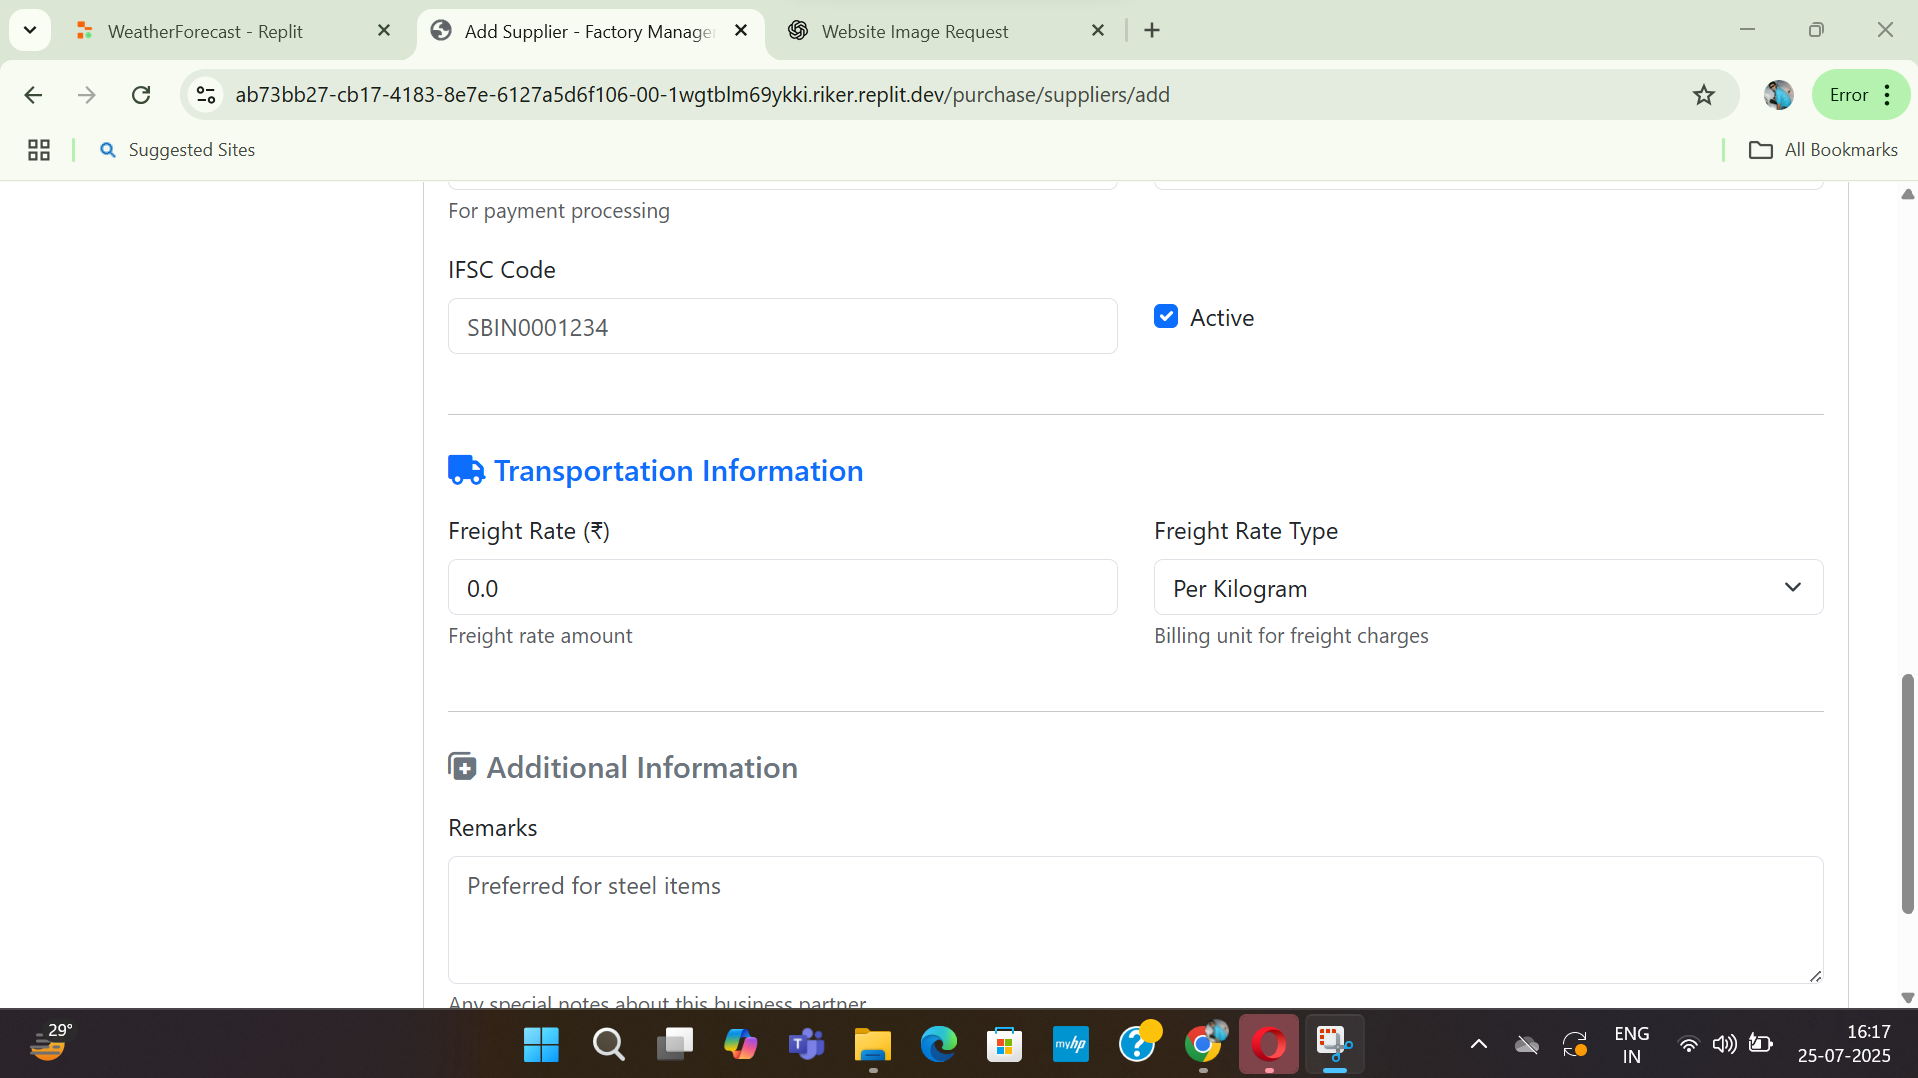 WeatherForecast - Replit
Add Supplier - Factory Manage
Website Image Request
ab73bb27-cb17-4183-8e7e-6127a5d6f106-00-1wgtblm69ykki.riker.replit.dev/purchase/suppliers/add
Error
Suggested Sites
All Bookmarks
For payment processing
IFSC Code
SBIN0001234
Active
Transportation Information
Freight Rate (₹)
Freight Rate Type
0.0
Per Kilogram
Freight rate amount
Billing unit for freight charges
Additional Information
Remarks
Preferred for steel items
Any special notes about this business partner
29°
T
myhp
?
ENG
IN
16:17
25-07-2025